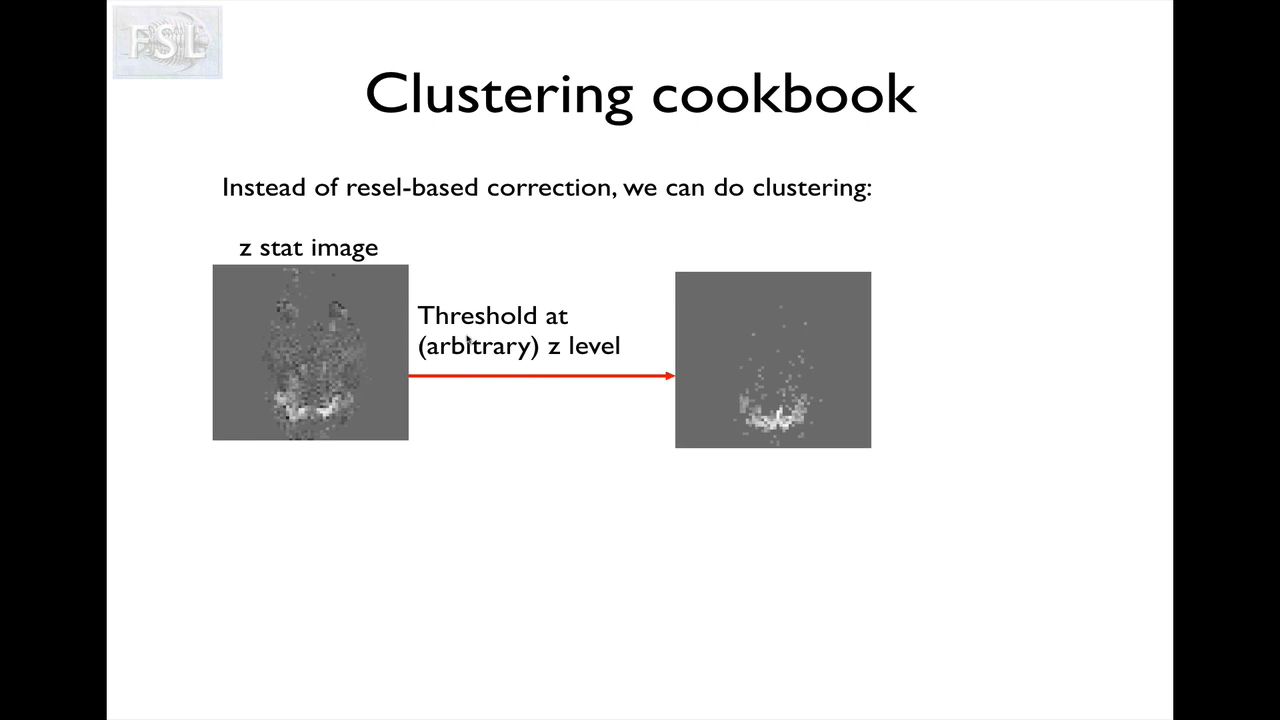 FSL
Clustering cookbook
Instead of resel-based correction, we can do clustering:
z stat image
Threshold at
(arbitrary) z level